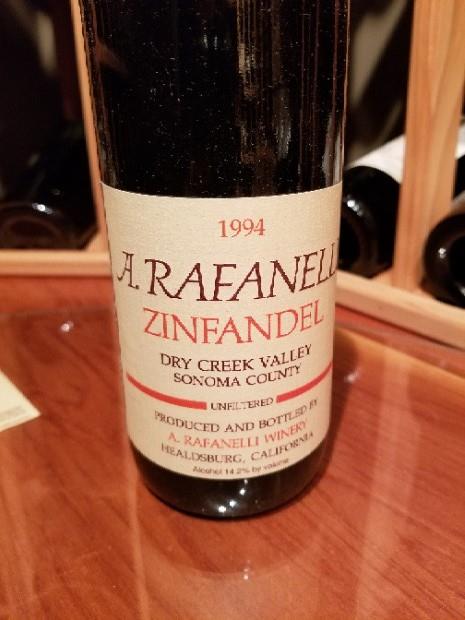 1994
A. RAFANELLI
ZINFANDEL
DRY CREEK VALLEY
SONOMA COUNTY
UNFILTERED
PRODUCED AND BOTTLED BY
A. RAFANELLI WINERY
HEALDSBURG, CALIFORNIA
Alcohol 14.2% by volume